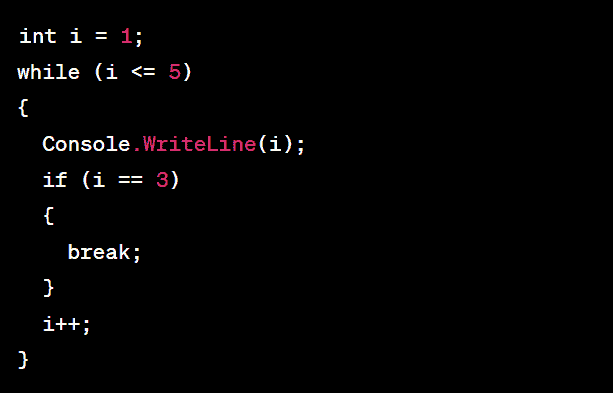 int i = 1;
while (i <= 5)
{
  Console.WriteLine(i);
  if (i == 3)
  {
    break;
  }
  i++;
}